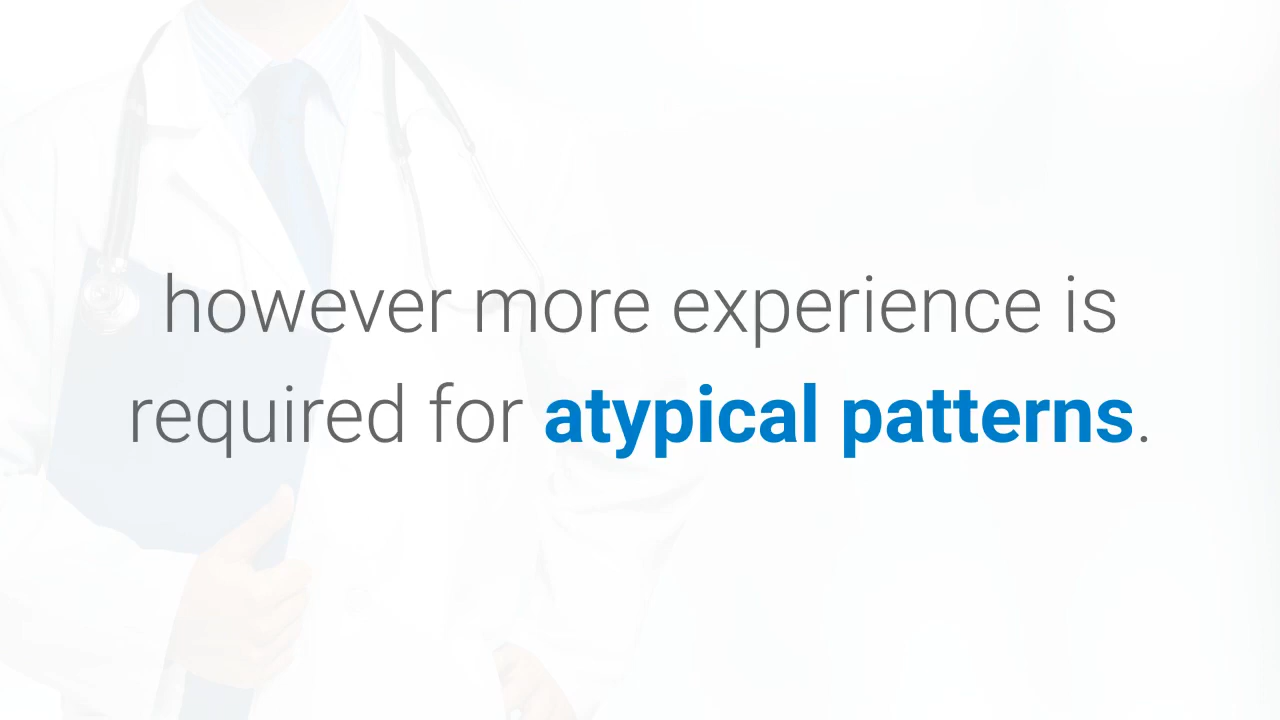 however more experience is
required for atypical patterns.